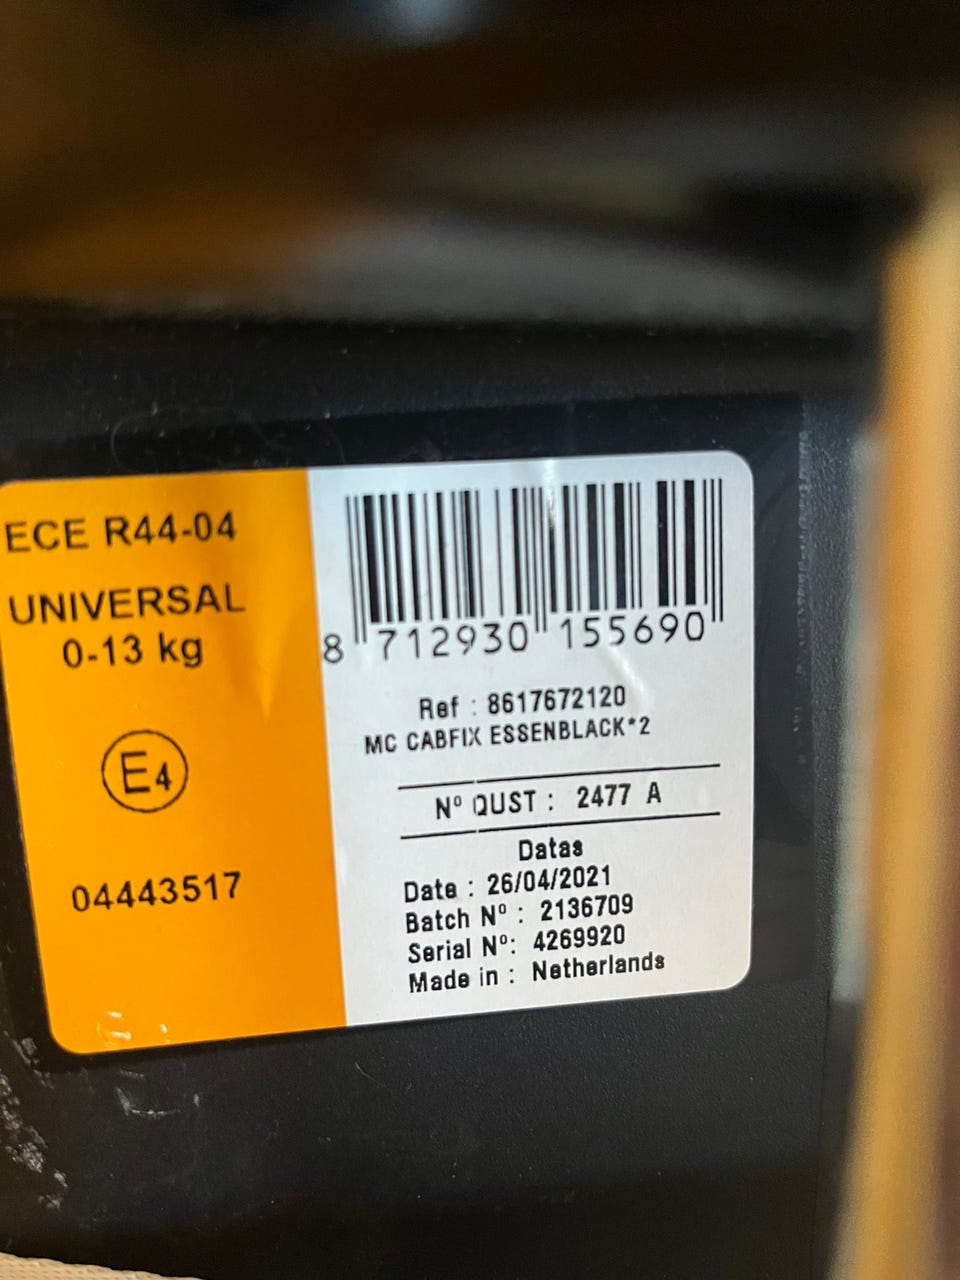 ECE R44-04
UNIVERSAL
0-13 kg
E4
04443517
8 712930 155690
Ref : 8617672120
MC CABFIX ESSENBLACK*2
Nº QUST : 2477 A
Datas
Date : 26/04/2021
Batch Nº : 2136709
Serial Nº: 4269920
Made in : Netherlands